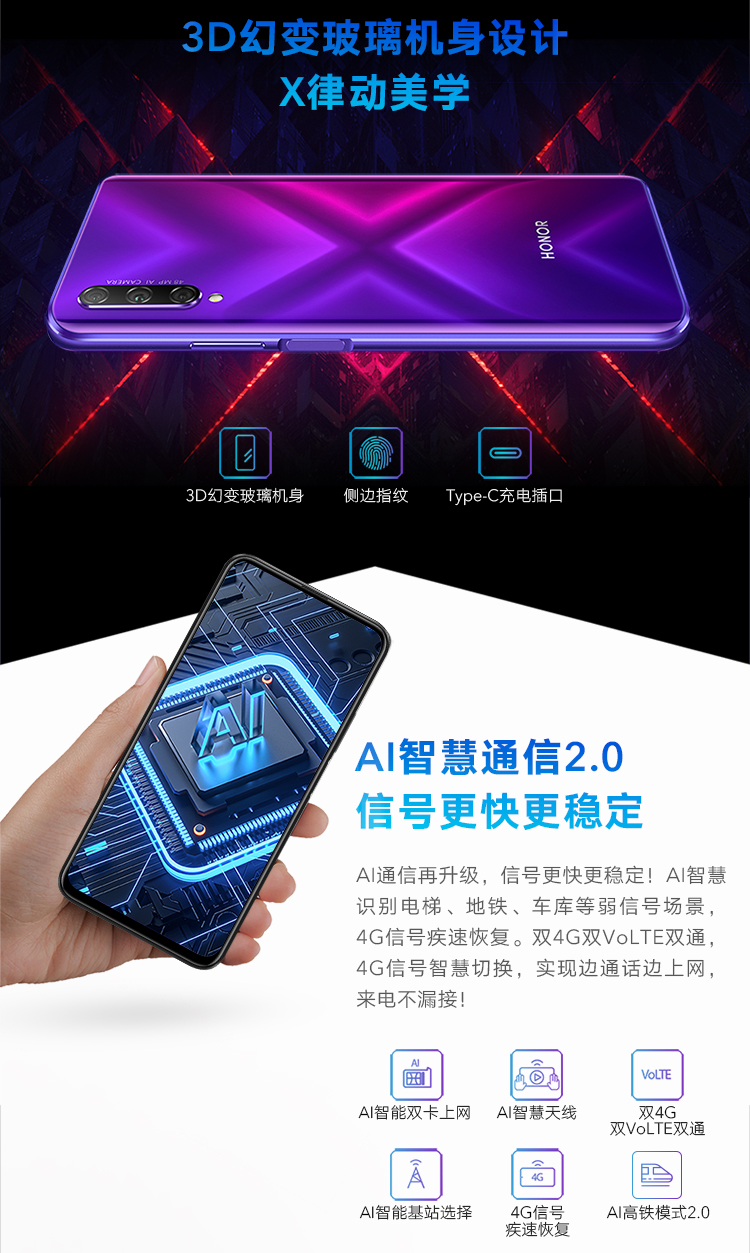 3D幻变玻璃机身设计
X律动美学
HONOR
48 MP AI CAMERA
3D幻变玻璃机身
侧边指纹
Type-C充电插口
AI
AI智慧通信2.0
信号更快更稳定
AI通信再升级，信号更快更稳定！AI智慧
识别电梯、地铁、车库等弱信号场景，
4G信号疾速恢复。双4G双VoLTE双通，
4G信号智慧切换，实现边通话边上网，
来电不漏接！
AI
VoLTE
AI智能双卡上网
AI智慧天线
双4G
双VoLTE双通
4G
AI智能基站选择
4G信号
疾速恢复
AI高铁模式2.0